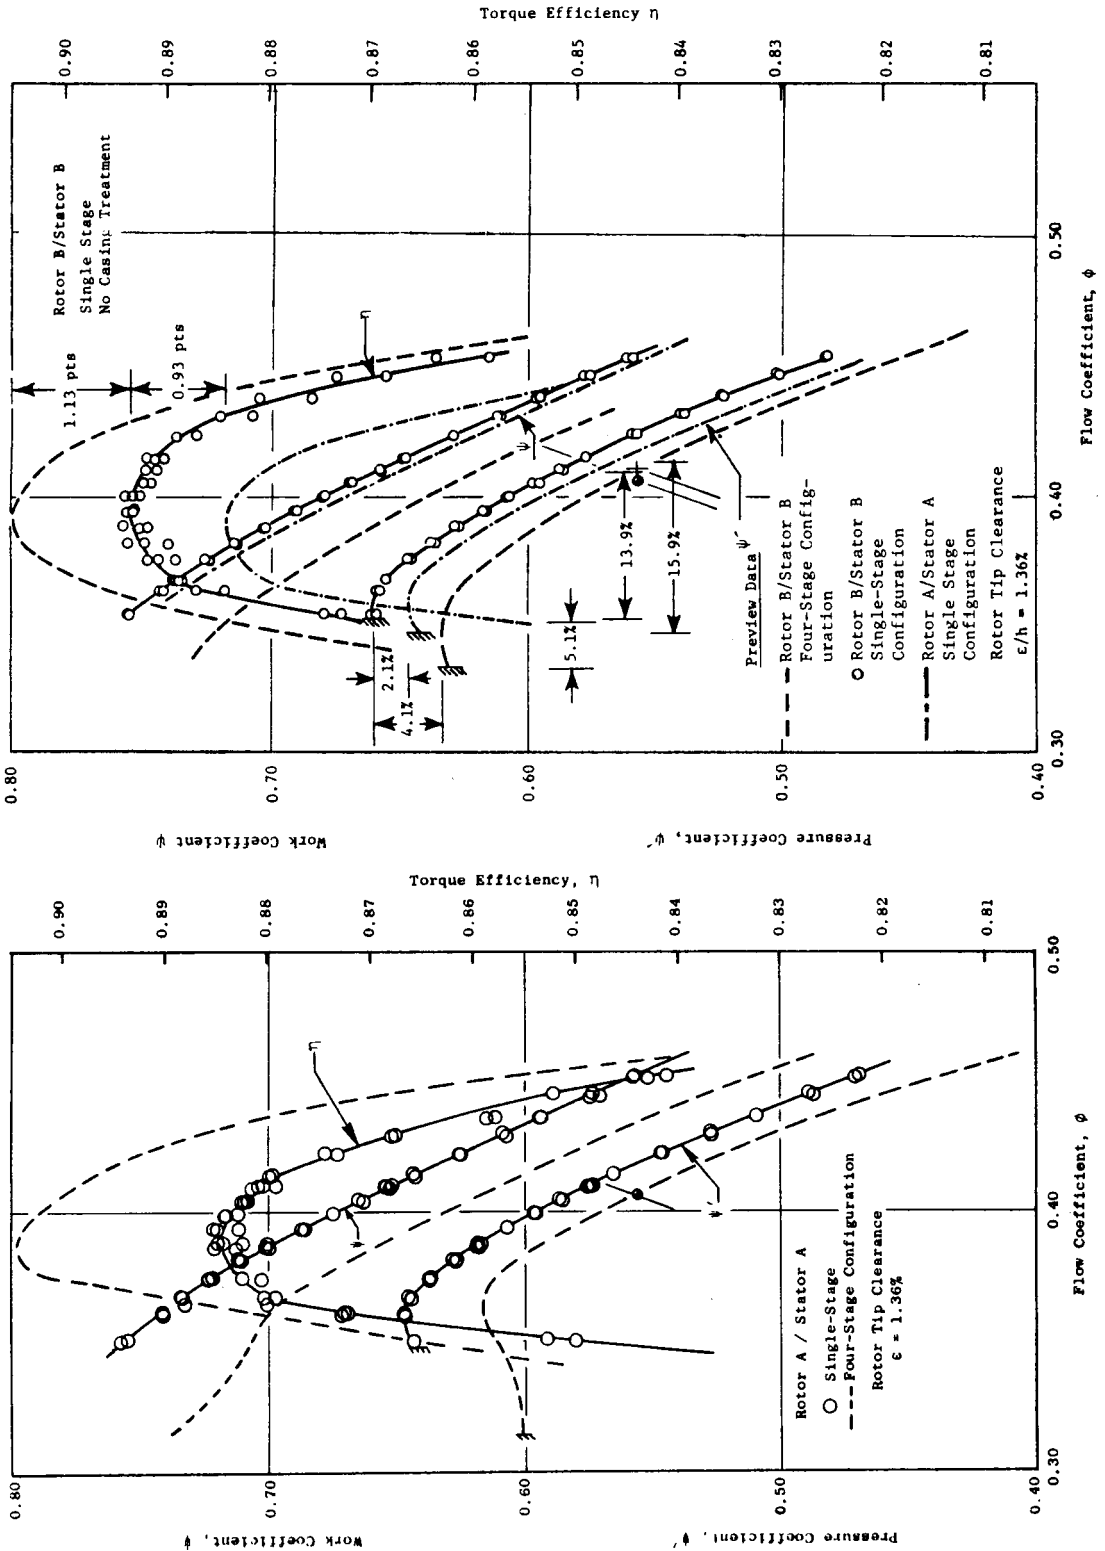 Torque Efficiency η
0.90
0.89
0.88
0.87
0.86
0.85
0.84
0.83
0.82
0.81
Rotor B/Stator B
Single Stage
No Casing Treatment
1.13 pts
0.93 pts
η
ψ
ψ'
13.9%
15.9%
5.1%
2.1%
4.1%
Preview Data
Rotor B/Stator B
Four-Stage Config-
uration
Rotor B/Stator B
Single-Stage
Configuration
Rotor A/Stator A
Single Stage
Configuration
Rotor Tip Clearance
ε/h = 1.36%
0.50
0.40
0.30
Flow Coefficient, φ
0.80
0.70
0.60
0.50
0.40
Work Coefficient ψ
Pressure Coefficient, ψ'
Torque Efficiency, η
0.90
0.89
0.88
0.87
0.86
0.85
0.84
0.83
0.82
0.81
η
ψ
ψ'
Rotor A / Stator A
Single-Stage
Four-Stage Configuration
Rotor Tip Clearance
ε = 1.36%
0.50
0.40
0.30
Flow Coefficient, φ
0.80
0.70
0.60
0.50
0.40
Work Coefficient, ψ
Pressure Coefficient, ψ'